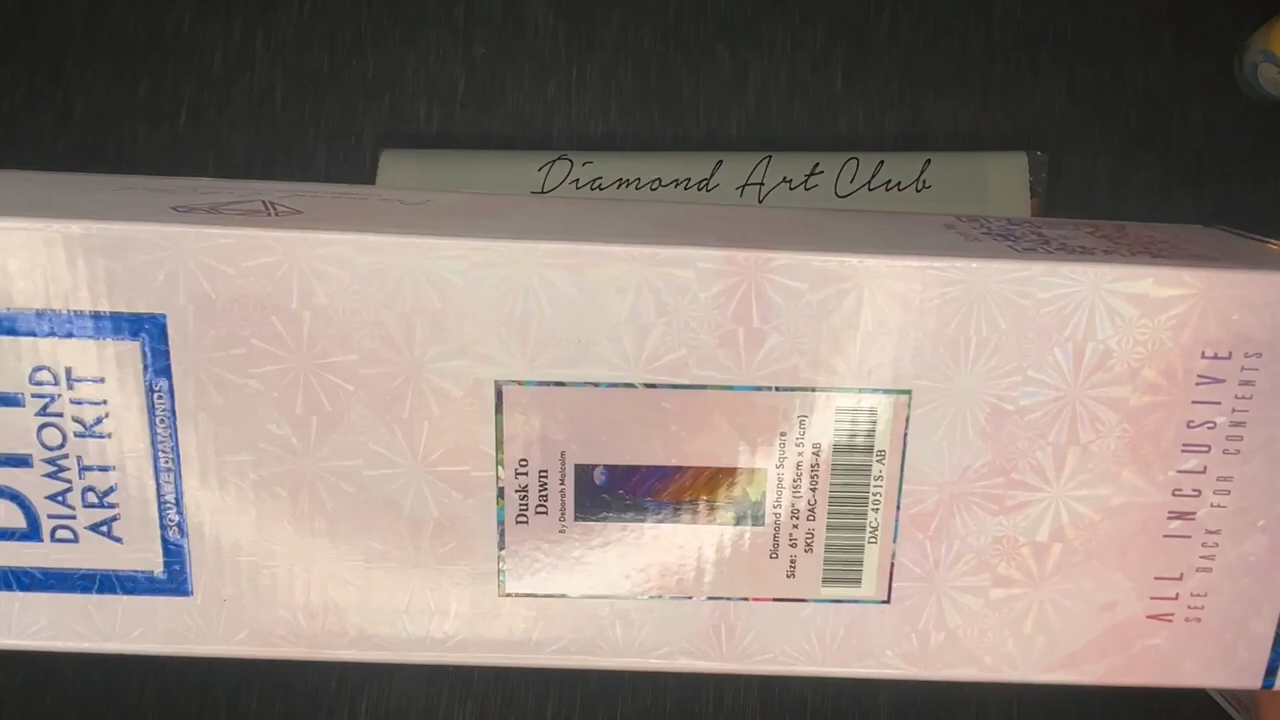 Diamond Art Club
DIAMOND
ART KIT
SQUARE DIAMONDS
Dusk To
Dawn
By Deborah Malcolm
Diamond Shape: Square
Size: 61" x 20" (155cm x 51cm)
SKU: DAC-4051S-AB
DAC- 4051S- AB
ALL INCLUSIVE
SEE BACK FOR CONTENTS